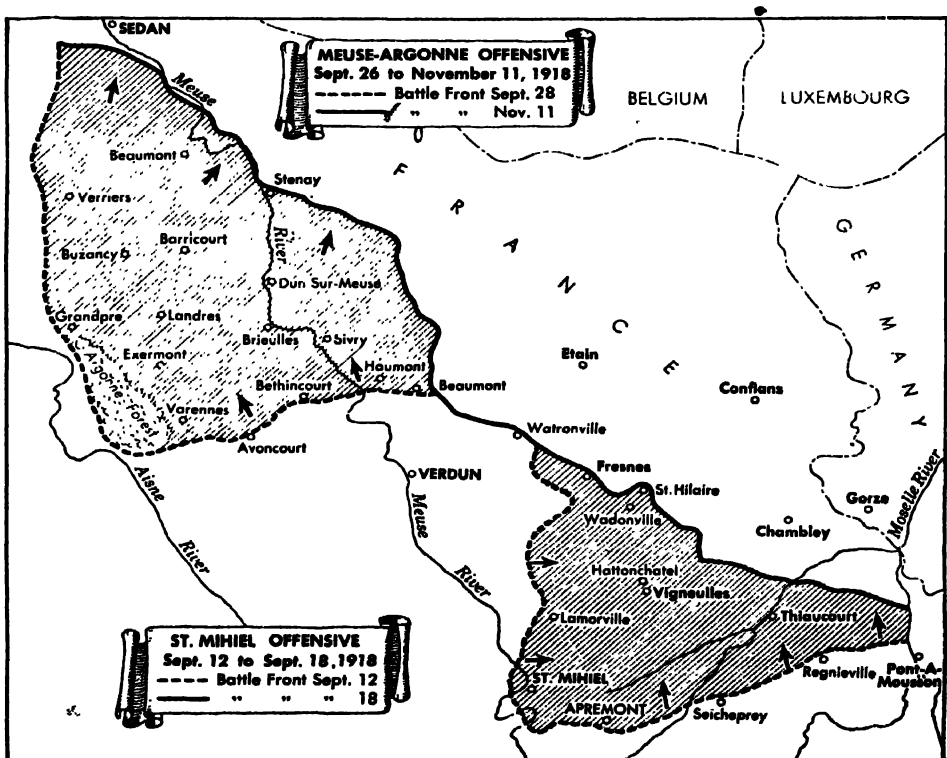 SEDAN
MEUSE-ARGONNE OFFENSIVE
Sept. 26 to November 11, 1918
Battle Front Sept. 28
" " Nov. 11
BELGIUM
LUXEMBOURG
Meuse
River
FRANCE
GERMANY
Beaumont
Stenay
Verriers
Barricourt
Buzancy
Dun Sur-Meuse
Grandpre
Landres
Brieulles
Sivry
Exermont
Argonne Forest
Haumont
Etain
Bethincourt
Beaumont
Conflans
Varennes
Avoncourt
Watronville
Aisne
River
VERDUN
Fresnes
St. Hilaire
Gorze
Moselle River
Meuse
River
Wadonville
Chambley
Hattonchatel
Vigneulles
Lamorville
Thiaucourt
ST. MIHIEL OFFENSIVE
Sept. 12 to Sept. 18, 1918
Battle Front Sept. 12
" " " 18
ST. MIHIEL
Regnieville
Pont-A-
Mousson
APREMONT
Seicheprey